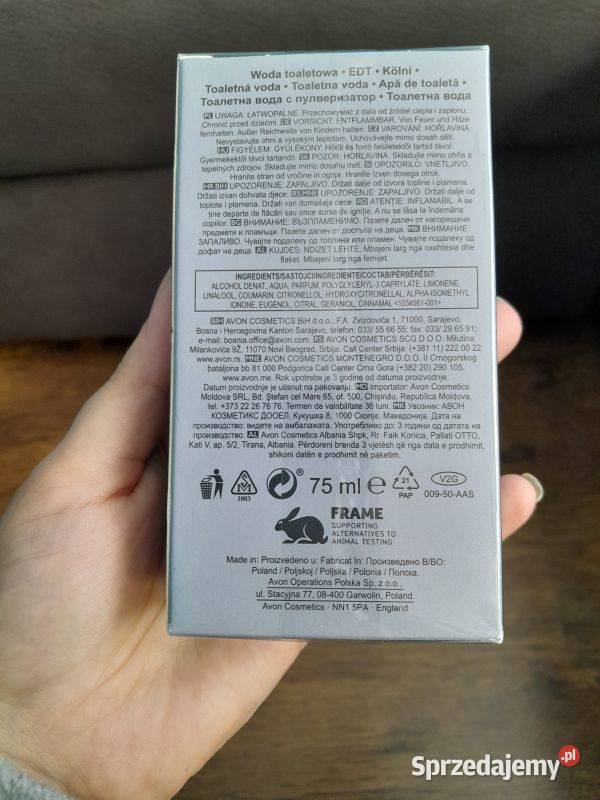 Woda toaletowa • EDT • Kölni •
Toaletná voda • Toaletna voda • Apă de toaletă •
Тоалетна вода с пулверизатор • Тоалетна вода
PL UWAGA: ŁATWOPALNE. Przechowywać z dala od źródeł ciepła i zapłonu.
Chronić przed dziećmi. DE VORSICHT: ENTFLAMMBAR. Von Feuer und Hitze
fernhalten. Außer Reichweite von Kindern halten. CZ VAROVÁNÍ: HOŘLAVINA.
Nevystavujte ohni a vysokým teplotám. Uchovávejte mimo dosah dětí.
HU FIGYELEM: GYÚLÉKONY. Hőtől és forró felületektől tartsd távol.
Gyermekektől távol tartandó. SK POZOR: HORĽAVINA. Skladujte mimo ohňa a
tepelných zdrojov. Skladujte mimo dosahu detí. SI OPOZORILO: VNETLJIVO.
Hranite stran od vročine in ognja. Hranite izven dosega otrok.
HR BIH UPOZORENJE: ZAPALJIVO. Držati dalje od izvora topline i plamena.
Držati izvan dohvata djece. RS MNE UPOZORENJE: ZAPALJIVO. Držati dalje od
toplote i plamena. Držati van domašaja dece. RO ATENȚIE: INFLAMABIL. A se
ține departe de flăcări sau orice surse de ignitie. A nu se lăsa la îndemâna
copiilor. BG ВНИМАНИЕ: ВЪЗПЛАМЕНИМО. Пазете далеч от нагорещени
предмети и пламъци. Пазете далеч от достъпа на деца. MK ВНИМАНИЕ:
ЗАПАЛИВО. Чувајте подалеку од топлина или пламен. Чувајте подалеку од
дофат на деца. AL KUJDES: NDIZET LEHTE. Mbajeni larg nga nxehtësia dhe
flaket. Mbajeni larg nga femijet.
INGREDIENTS/SASTOJCI/INGREDIENTE/СОСТАВ/PËRBËRËSIT:
ALCOHOL DENAT., AQUA, PARFUM, POLYGLYCERYL-3 CAPRYLATE, LIMONENE,
LINALOOL, COUMARIN, CITRONELLOL, HYDROXYCITRONELLAL, ALPHA-ISOMETHYL
IONONE, EUGENOL, CITRAL, GERANIOL, CINNAMAL <1034561-001>
BIH AVON COSMETICS BiH d.o.o., F.A. Zvizdovića 1, 71000 Sarajevo,
Bosna i Hercegovina Kanton Sarajevo, telefon: 033/ 55 66 55; fax: 033/ 29 65 91;
e-mail: bosnia.office@avon.com. RS AVON COSMETICS SCG D.O.O. Milutina
Milankovića 9Ž, 11070 Novi Beograd, Srbija. Call Center Srbija: (+381 11) 222 00 22.
www.avon.rs. MNE AVON COSMETICS MONTENEGRO D.O.O. II Crnogorskog
bataljona bb 81 000 Podgorica Call Center Crna Gora (+382 20) 290 105.
www.avon.me. Rok upotrebe je 3 godine od datuma proizvodnje.
Datum proizvodnje je utisnut na pakovanju. MD Importator: Avon Cosmetics
Moldova SRL, Bd. Ștefan cel Mare 65, of. 500, Chișinău, Republica Moldova,
tel. +373 22 26 76 76. Termen de valabilitate 36 luni. MK Увозник: АВОН
КОЗМЕТИКС ДООЕЛ, Кукушка 8, 1000 Скопје, Македонија. Датум на
производство: видете на амбалажата. Употребливо до: 3 години од датата на
производство. AL Avon Cosmetics Albania Shpk, Rr. Faik Konica, Pallati OTTO,
Kati V, ap. 5/2, Tirana, Albania. Përdoreni brenda 3 vjetësh që nga data e prodhimit,
shikoni datën e prodhimit në paketim.
1003
75 ml e
21
PAP
V2G
009-50-AAS
FRAME
SUPPORTING
ALTERNATIVES TO
ANIMAL TESTING
Made in: Proizvedeno u: Fabricat în: Произведено В/ВО:
Poland / Poljskoj / Poljska / Polonia / Полска.
Avon Operations Polska Sp. z o.o.
ul. Stacyjna 77, 08-400 Garwolin, Poland.
Avon Cosmetics • NN1 5PA • England
Sprzedajemy.pl